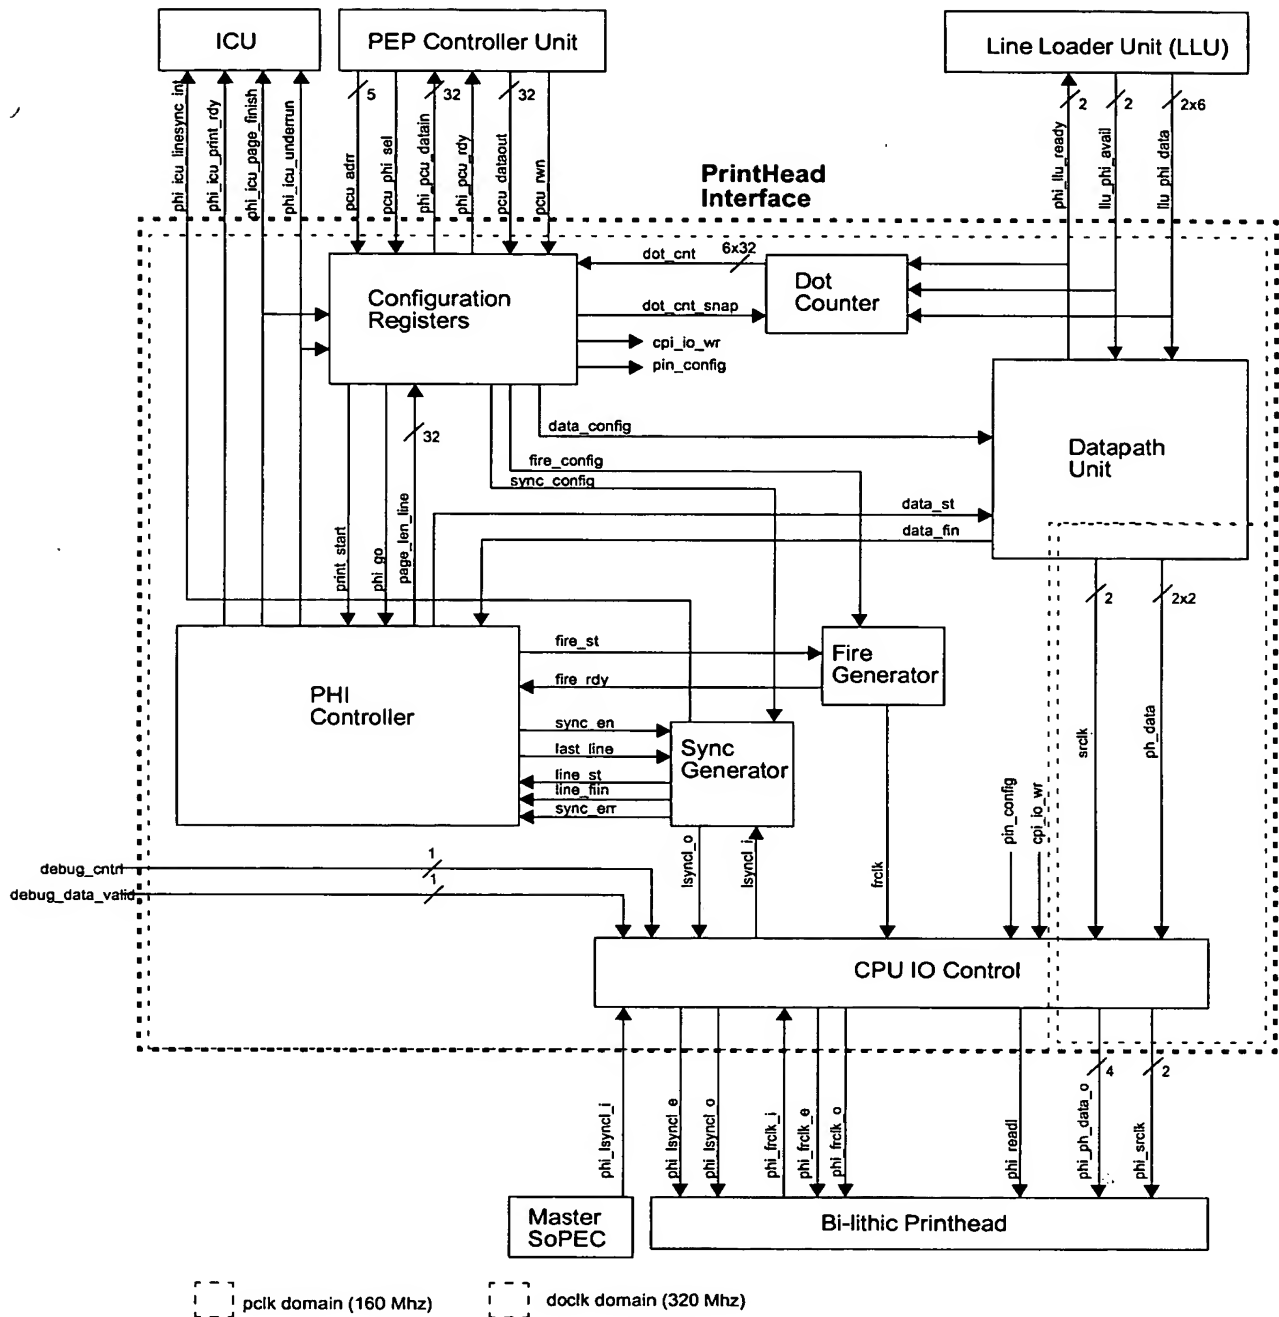 ICU
PEP Controller Unit
Line Loader Unit (LLU)
phi_icu_linesync_int
phi_icu_print_rdy
phi_icu_page_finish
phi_icu_underrun
5
32
32
pcu_adrr
pcu_phi_sel
phi_pcu_datain
phi_pcu_rdy
pcu_dataout
pcu_rwn
2
2
2x6
phi_llu_ready
llu_phi_avail
llu_phi_data
PrintHead
Interface
Configuration
Registers
dot_cnt
6x32
dot_cnt_snap
Dot
Counter
cpi_io_wr
pin_config
32
data_config
fire_config
sync_config
Datapath
Unit
data_st
data_fin
print_start
phi_go
page_len_line
2
2x2
PHI
Controller
fire_st
fire_rdy
Fire
Generator
sync_en
last_line
line_st
line_fiin
sync_err
Sync
Generator
srclk
ph_data
pin_config
cpi_io_wr
lsyncl_o
lsyncl_i
frclk
debug_cntrl
1
debug_data_valid
1
CPU IO Control
4
2
phi_lsyncl_i
phi_lsyncl_e
phi_lsyncl_o
phi_frclk_i
phi_frclk_e
phi_frclk_o
phi_readl
phi_ph_data_o
phi_srclk
Master
SoPEC
Bi-lithic Printhead
pclk domain (160 Mhz)
doclk domain (320 Mhz)